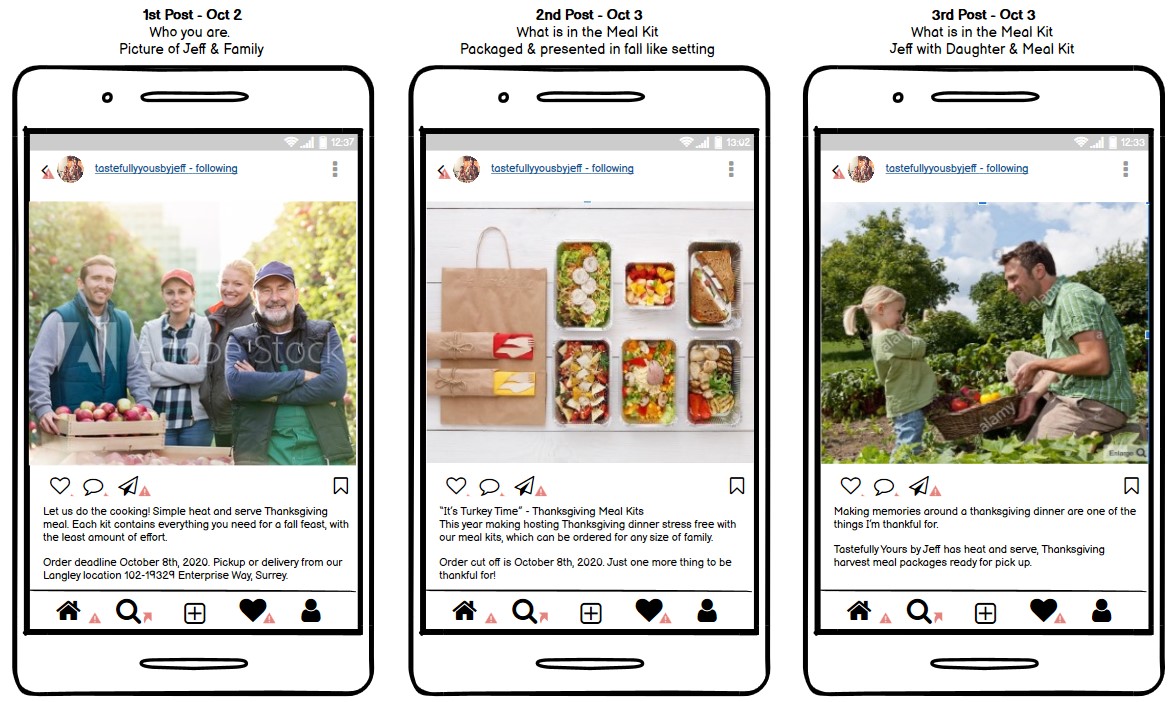 1st Post - Oct 2
Who you are.
Picture of Jeff & Family
12:37
tastefullyyousbyjeff - following
Adobe Stock
Let us do the cooking! Simple heat and serve Thanksgiving
meal. Each kit contains everything you need for a fall feast, with
the least amount of effort.
Order deadline October 8th, 2020. Pickup or delivery from our
Langley location 102-19329 Enterprise Way, Surrey.
2nd Post - Oct 3
What is in the Meal Kit
Packaged & presented in fall like setting
13:02
tastefullyyousbyjeff - following
"It's Turkey Time" - Thanksgiving Meal Kits
This year making hosting Thanksgiving dinner stress free with
our meal kits, which can be ordered for any size of family.
Order cut off is October 8th, 2020. Just one more thing to be
thankful for!
3rd Post - Oct 3
What is in the Meal Kit
Jeff with Daughter & Meal Kit
12:33
tastefullyyousbyjeff - following
alamy
alamy
alamy
alamy
Enlarge
Making memories around a thanksgiving dinner are one of the
things I'm thankful for.
Tastefully Yours by Jeff has heat and serve, Thanksgiving
harvest meal packages ready for pick up.